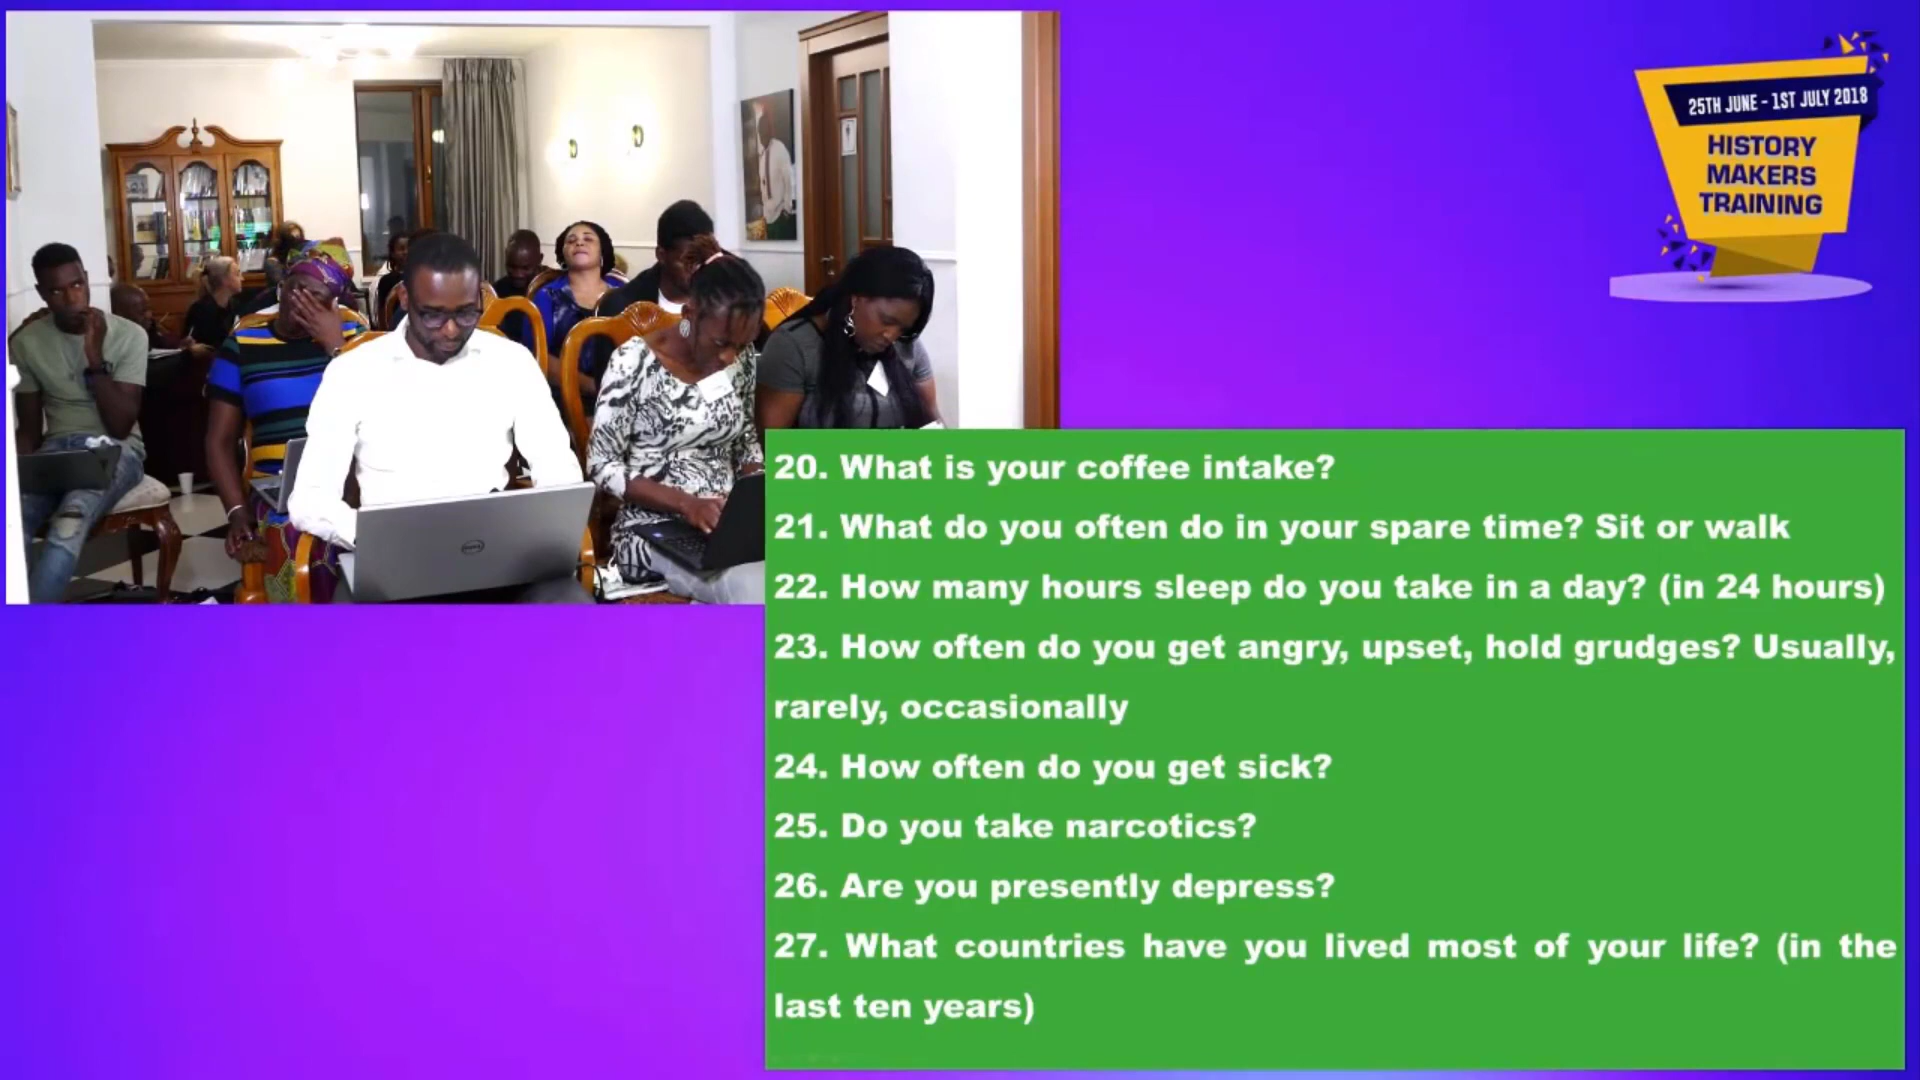 25TH JUNE - 1ST JULY 2018
HISTORY
MAKERS
TRAINING
DELL
20. What is your coffee intake?
21. What do you often do in your spare time? Sit or walk
22. How many hours sleep do you take in a day? (in 24 hours)
23. How often do you get angry, upset, hold grudges? Usually,
rarely, occasionally
24. How often do you get sick?
25. Do you take narcotics?
26. Are you presently depress?
27. What countries have you lived most of your life? (in the
last ten years)